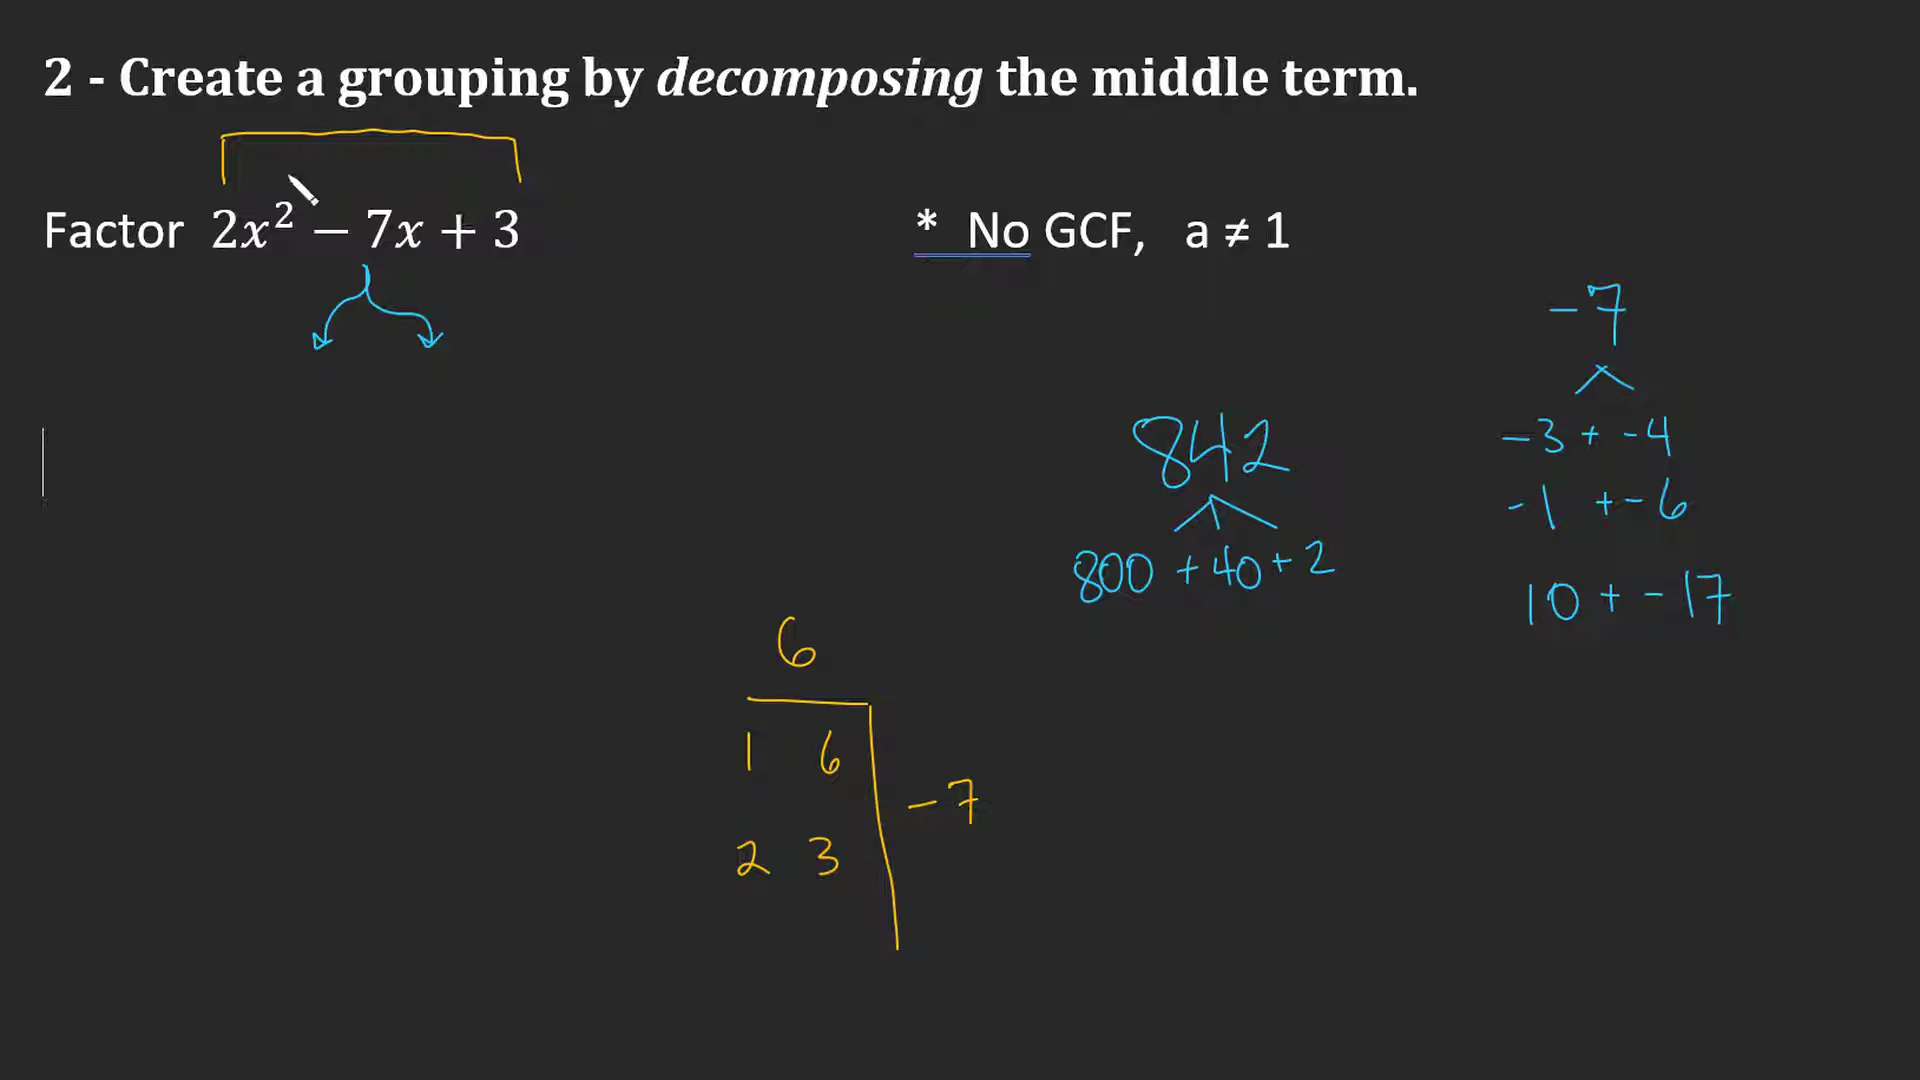 2 - Create a grouping by decomposing the middle term.
Factor 2x² − 7x + 3
* No GCF, a ≠ 1
-7
-3 + -4
-1 + -6
10 + -17
842
800 + 40 + 2
6
1 6
-7
2 3